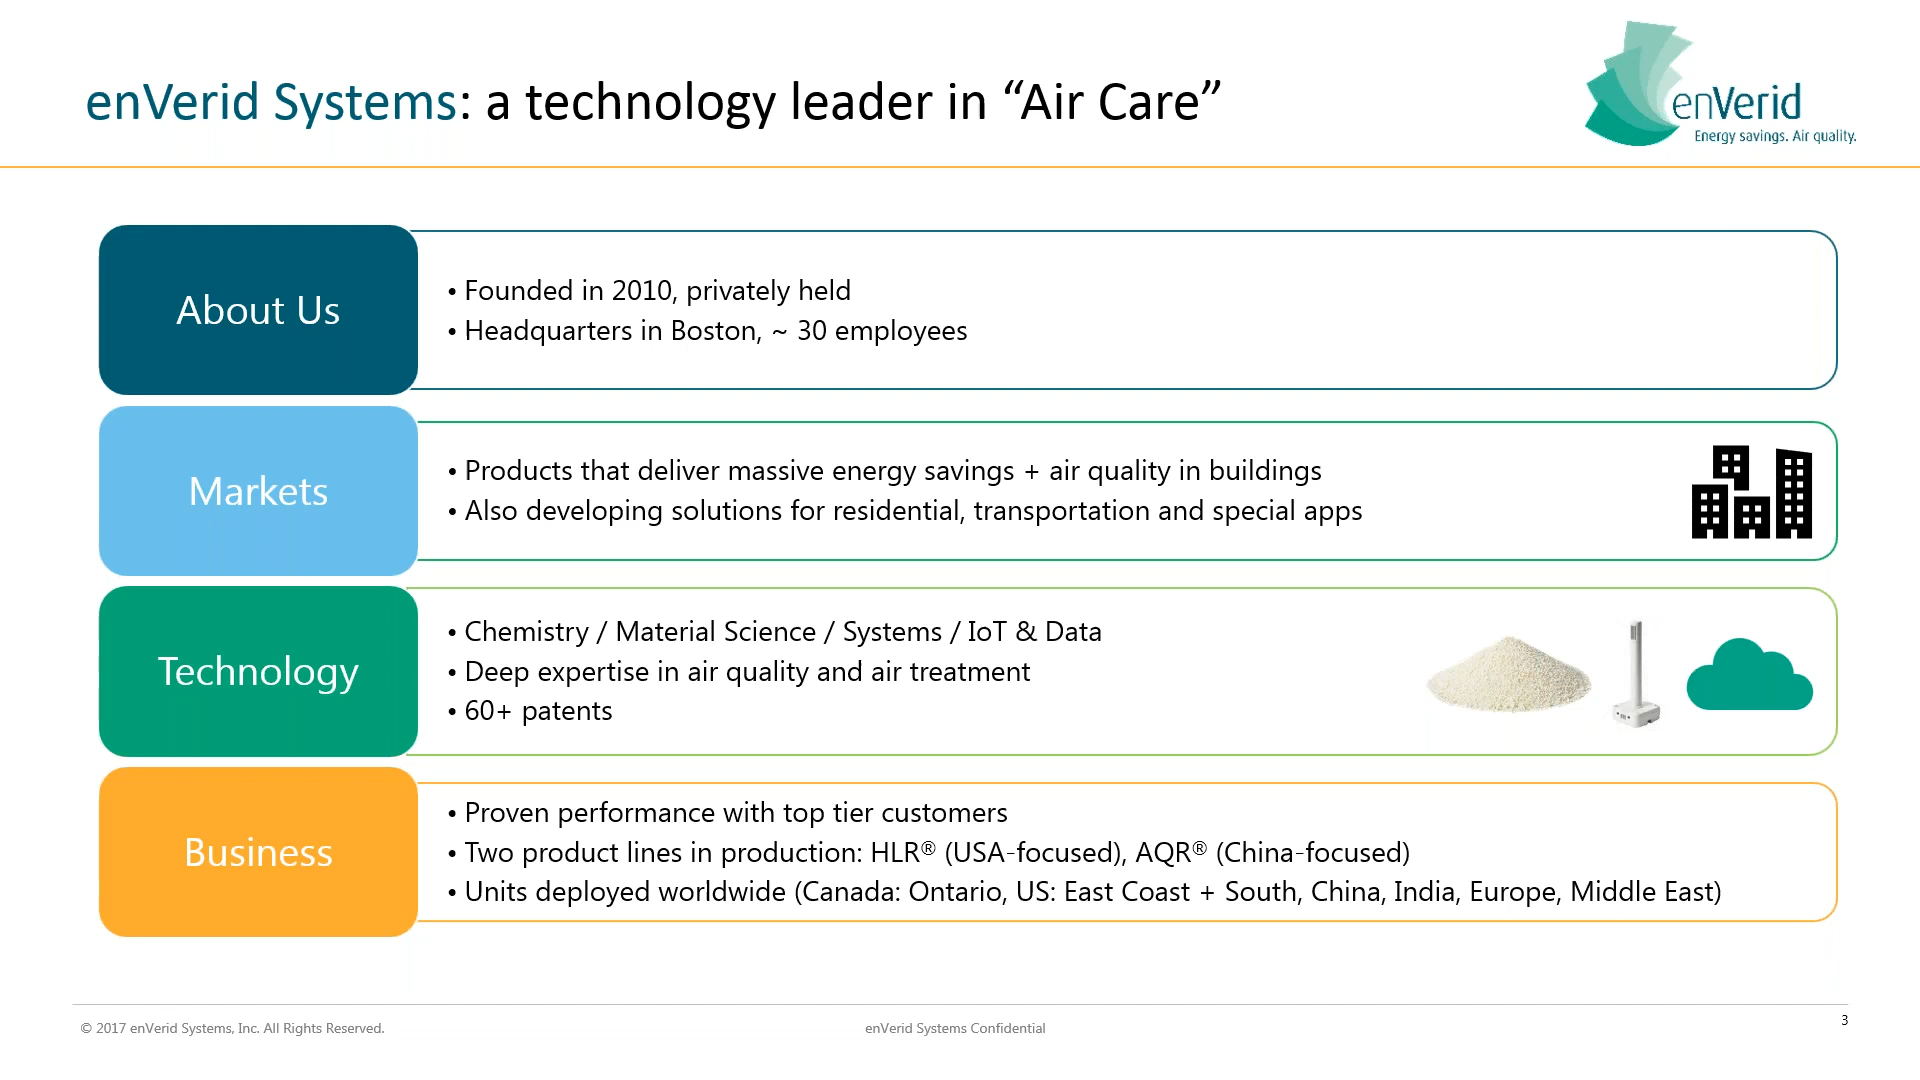 enVerid Systems: a technology leader in “Air Care”
enVerid
Energy savings. Air quality.
About Us
• Founded in 2010, privately held
• Headquarters in Boston, ~ 30 employees
Markets
• Products that deliver massive energy savings + air quality in buildings
• Also developing solutions for residential, transportation and special apps
Technology
• Chemistry / Material Science / Systems / IoT & Data
• Deep expertise in air quality and air treatment
• 60+ patents
Business
• Proven performance with top tier customers
• Two product lines in production: HLR® (USA-focused), AQR® (China-focused)
• Units deployed worldwide (Canada: Ontario, US: East Coast + South, China, India, Europe, Middle East)
© 2017 enVerid Systems, Inc. All Rights Reserved.
enVerid Systems Confidential
3